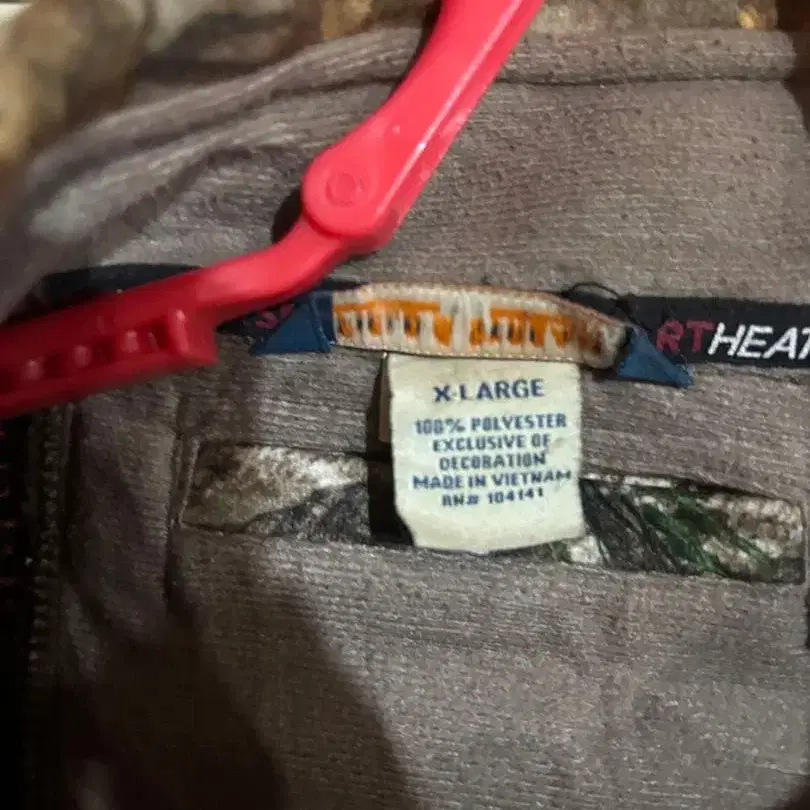 RTHEAT
X-LARGE
100% POLYESTER
EXCLUSIVE OF
DECORATION
MADE IN VIETNAM
RN# 104141